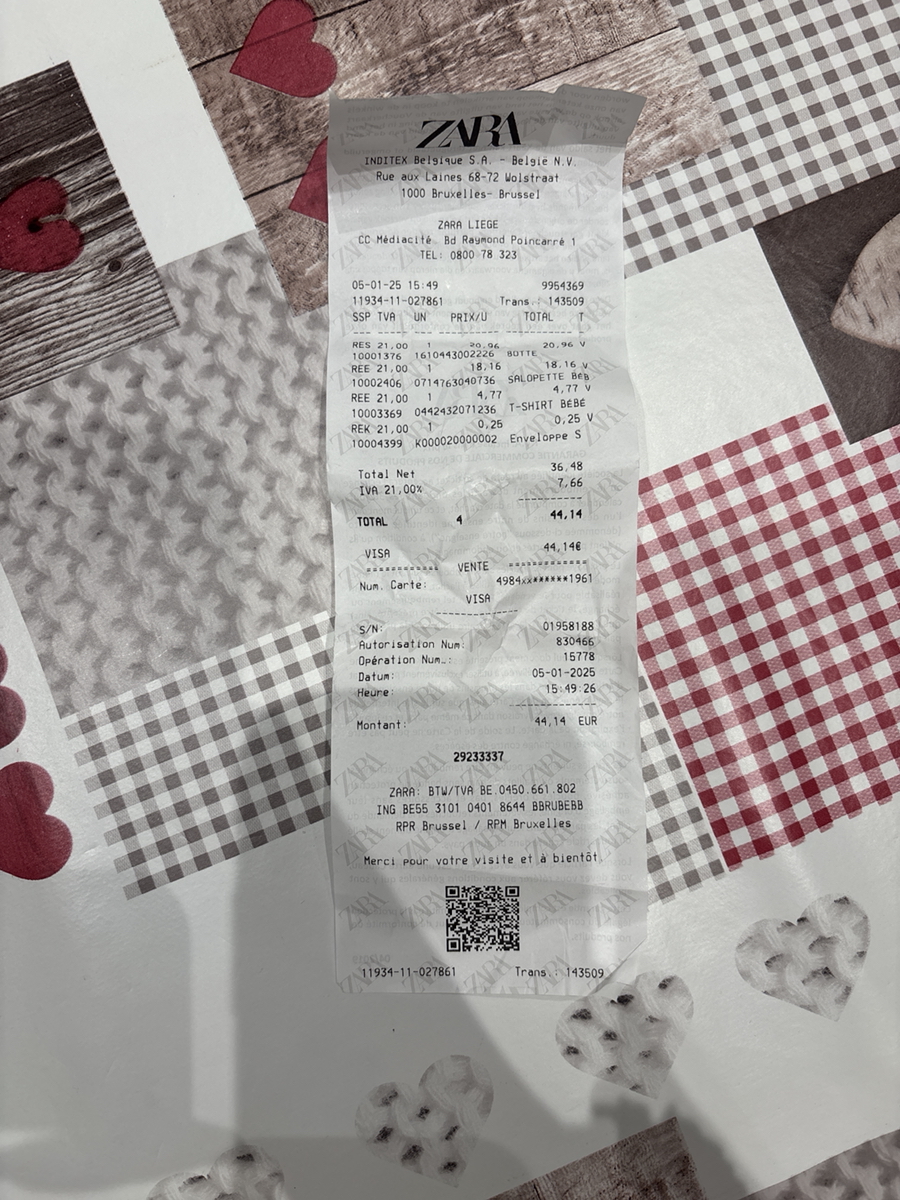 ZARA
INDITEX Belgique S.A. - België N.V.
Rue aux Laines 68-72 Wolstraat
1000 Bruxelles- Brussel
ZARA LIEGE
CC Médiacité Bd Raymond Poincarré 1
TEL: 0800 78 323
05-01-25 15:49 9954369
11934-11-027861 Trans.: 143509
SSP TVA UN PRIX/U TOTAL T
RES 21,00 1 20,96 20,96 V
10001376 1610443002226 BOTTE
REE 21,00 1 18,16 18,16 V
10002406 0714763040736 SALOPETTE BÉB
REE 21,00 1 4,77 4,77 V
10003369 0442432071236 T-SHIRT BÉBÉ
REK 21,00 1 0,25 0,25 V
10004399 K000020000002 Enveloppe S
Total Net 36,48
IVA 21,00% 7,66
TOTAL 4 44,14
VISA 44,14€
============ VENTE =============
Num. Carte: 4984xx******1961
VISA
S/N: 01958188
Autorisation Num: 830466
Opération Num.: 15778
Datum: 05-01-2025
Heure: 15:49:26
Montant: 44,14 EUR
29233337
ZARA: BTW/TVA BE.0450.661.802
ING BE55 3101 0401 8644 BBRUBEBB
RPR Brussel / RPM Bruxelles
Merci pour votre visite et à bientôt
11934-11-027861 Trans.: 143509